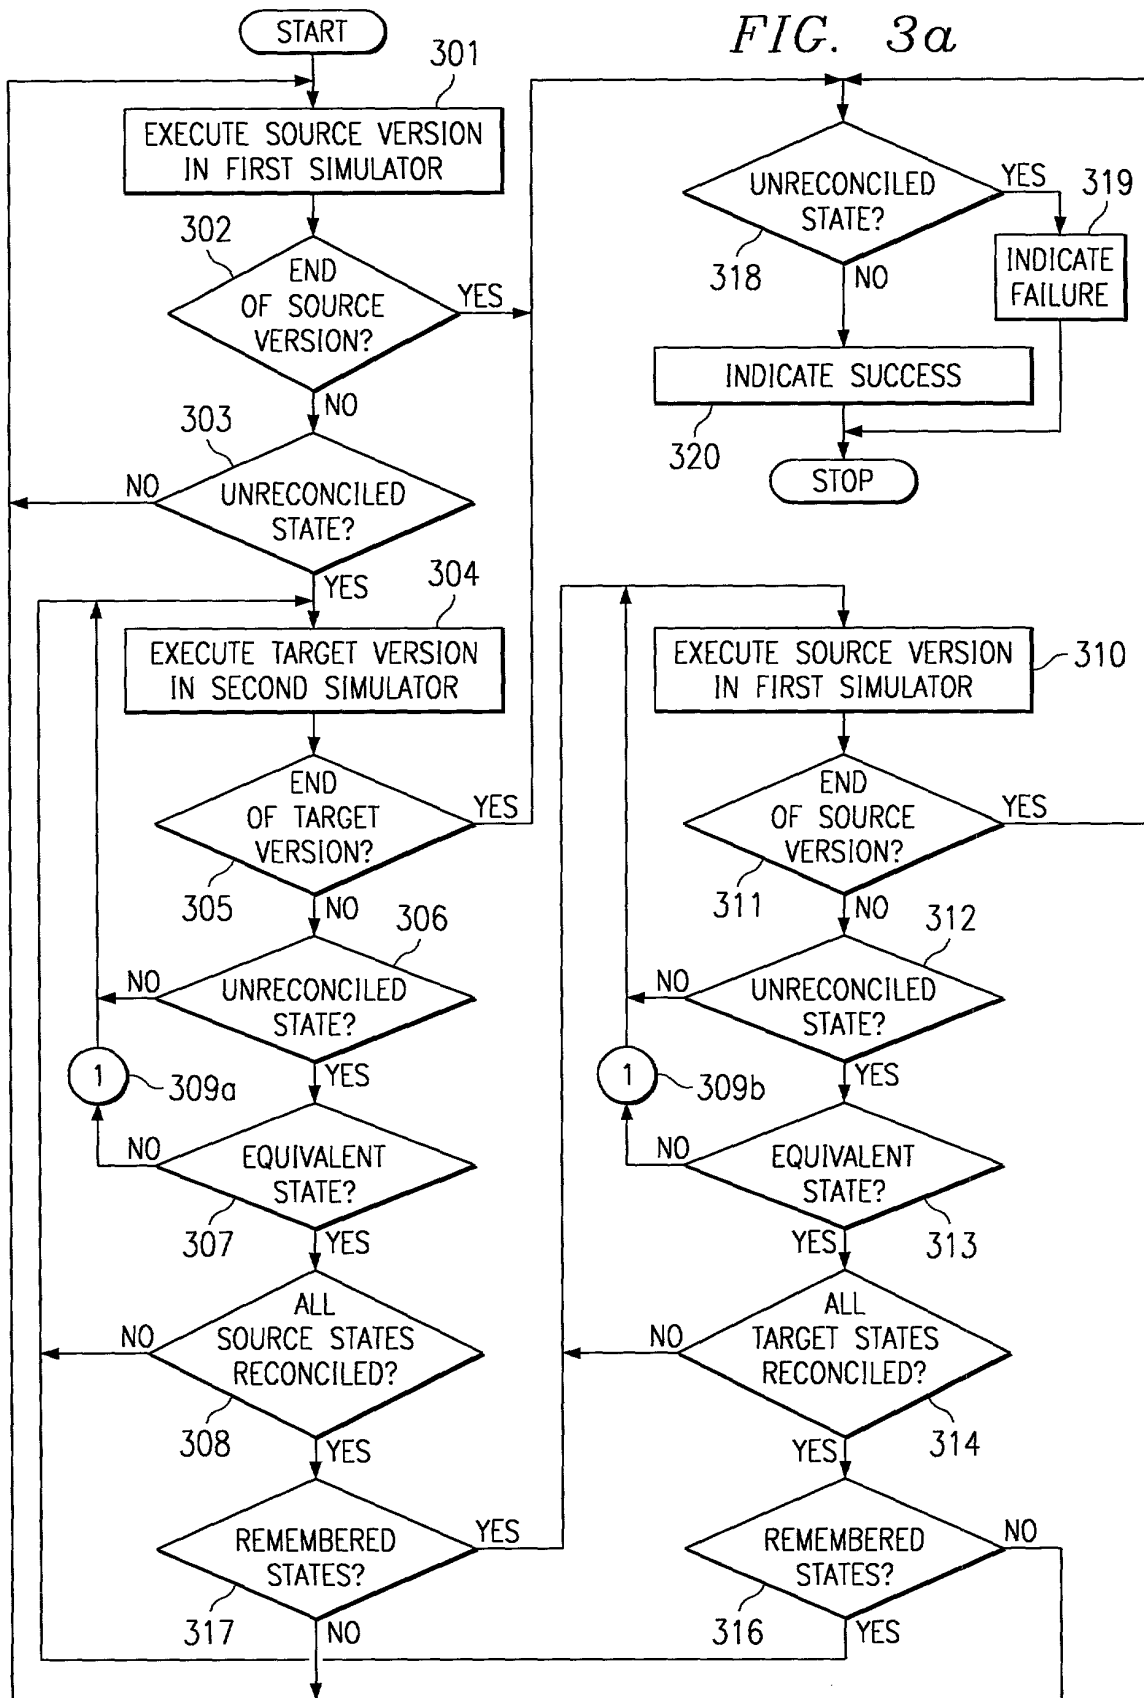 FIG. 3a
START
301
EXECUTE SOURCE VERSION
IN FIRST SIMULATOR
302
END
OF SOURCE
VERSION?
YES
NO
303
UNRECONCILED
STATE?
NO
YES
304
EXECUTE TARGET VERSION
IN SECOND SIMULATOR
END
OF TARGET
VERSION?
YES
305
NO
306
UNRECONCILED
STATE?
NO
YES
1
309a
EQUIVALENT
STATE?
NO
307
YES
ALL
SOURCE STATES
RECONCILED?
NO
308
YES
REMEMBERED
STATES?
YES
317
NO
UNRECONCILED
STATE?
YES
318
NO
319
INDICATE
FAILURE
INDICATE SUCCESS
320
STOP
EXECUTE SOURCE VERSION
IN FIRST SIMULATOR
310
END
OF SOURCE
VERSION?
YES
311
NO
312
UNRECONCILED
STATE?
NO
YES
1
309b
EQUIVALENT
STATE?
NO
313
YES
ALL
TARGET STATES
RECONCILED?
NO
314
YES
REMEMBERED
STATES?
NO
316
YES